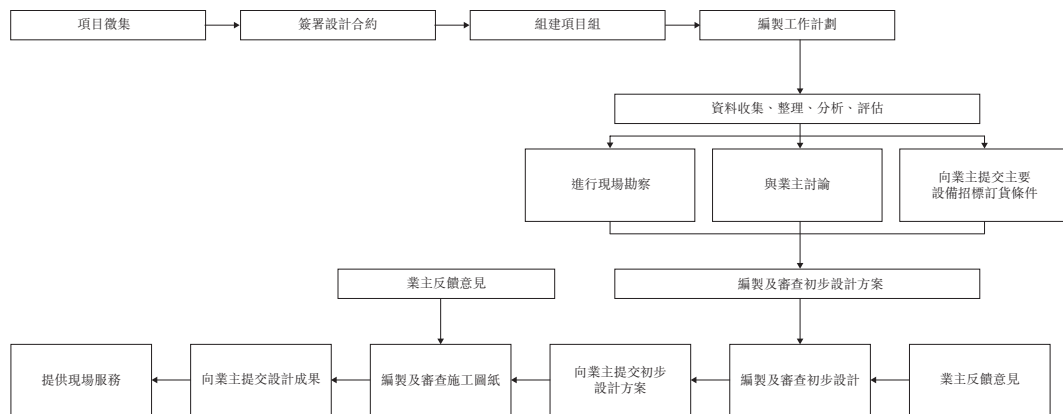 項目徵集
簽署設計合約
組建項目組
編製工作計劃
資料收集、整理、分析、評估
進行現場勘察
與業主討論
向業主提交主要
設備招標訂貨條件
業主反饋意見
編製及審查初步設計方案
提供現場服務
向業主提交設計成果
編製及審查施工圖紙
向業主提交初步
設計方案
編製及審查初步設計
業主反饋意見